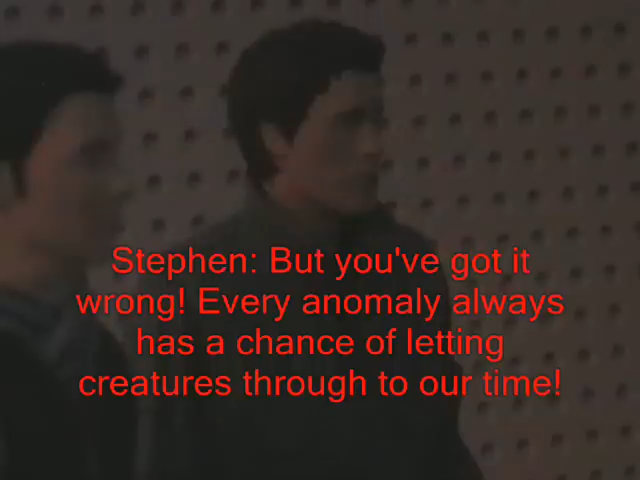 Stephen: But you've got it
wrong! Every anomaly always
has a chance of letting
creatures through to our time!